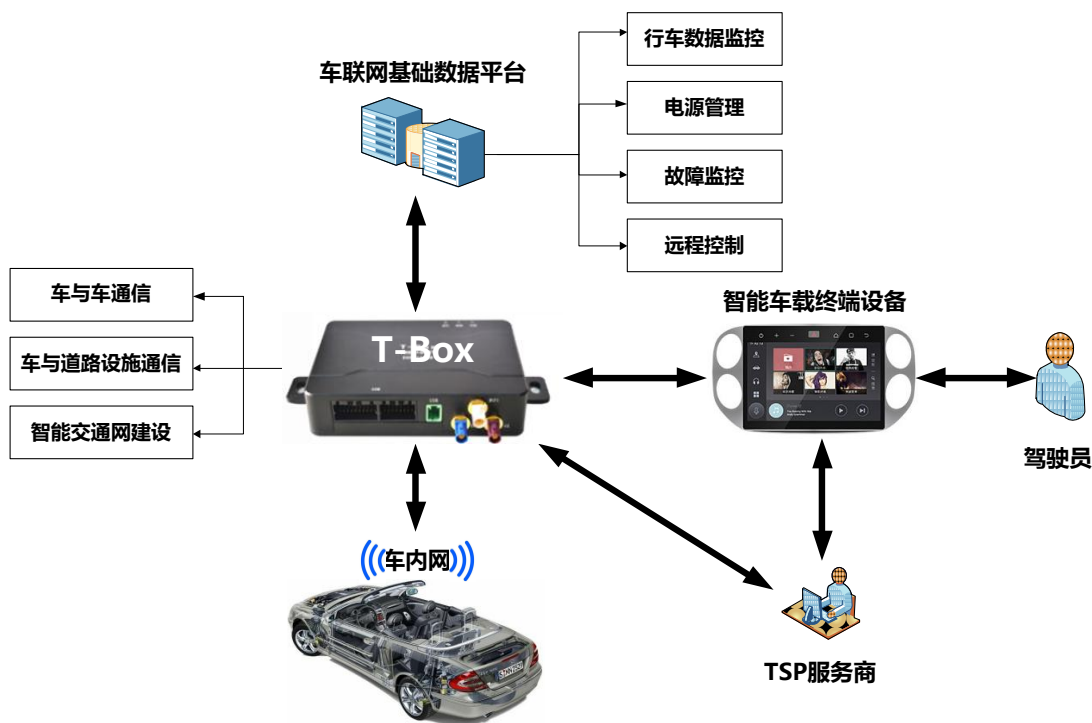 行车数据监控
车联网基础数据平台
电源管理
故障监控
远程控制
车与车通信
智能车载终端设备
T-Box
车与道路设施通信
智能交通网建设
驾驶员
车内网
TSP服务商